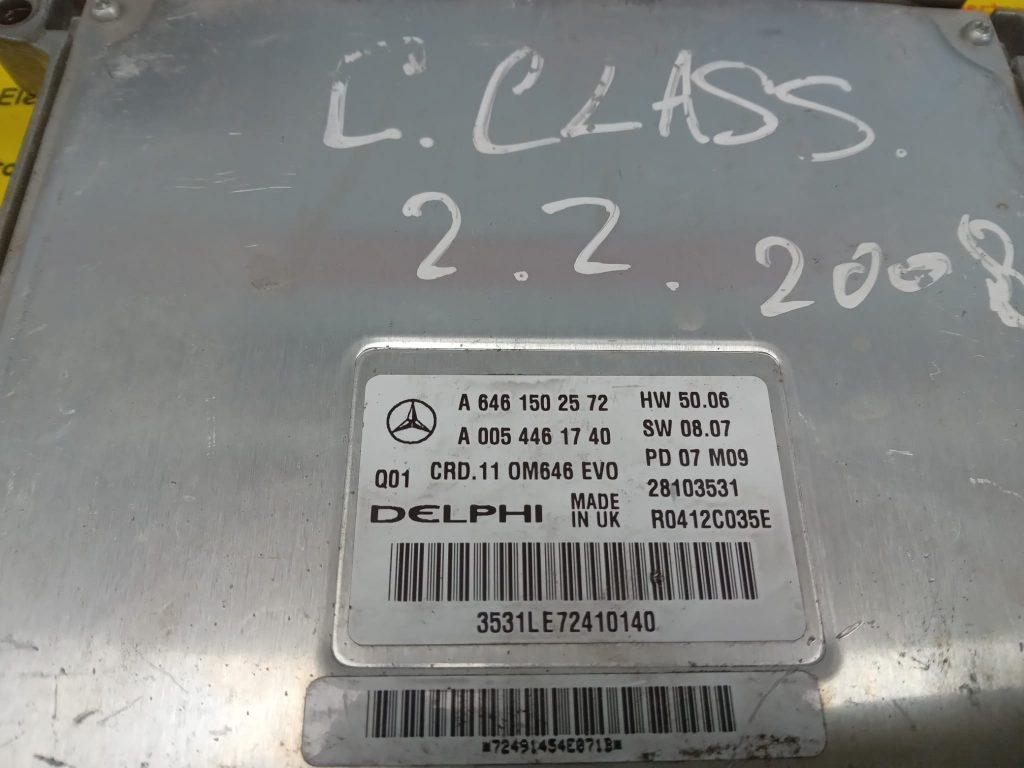 C. CLASS.
2.2. 2008
A 646 150 25 72 HW 50.06
A 005 446 17 40 SW 08.07
Q01 CRD.11 OM646 EVO PD 07 M09
28103531
DELPHI MADE IN UK R0412C035E
3531LE72410140
*72491454E071B*